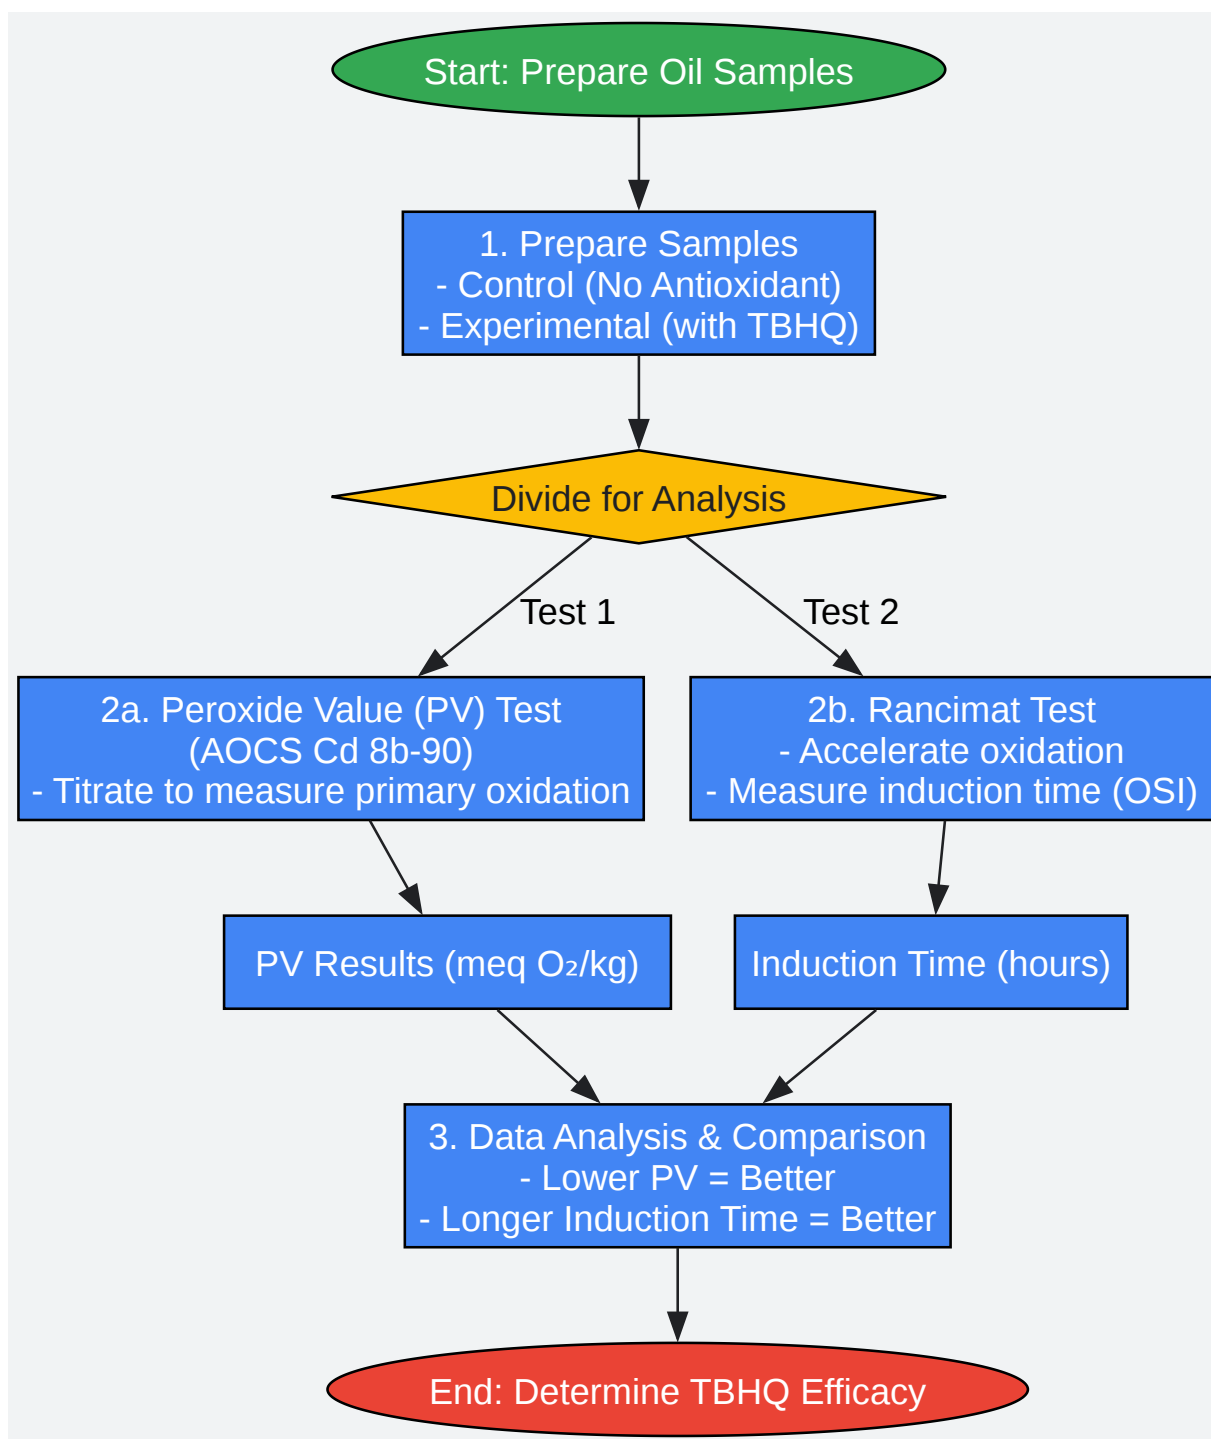 Start: Prepare Oil Samples
1. Prepare Samples
- Control (No Antioxidant)
- Experimental (with TBHQ)
Divide for Analysis
Test 1
Test 2
2a. Peroxide Value (PV) Test
(AOCS Cd 8b-90)
- Titrate to measure primary oxidation
2b. Rancimat Test
- Accelerate oxidation
- Measure induction time (OSI)
PV Results (meq O₂/kg)
Induction Time (hours)
3. Data Analysis & Comparison
- Lower PV = Better
- Longer Induction Time = Better
End: Determine TBHQ Efficacy